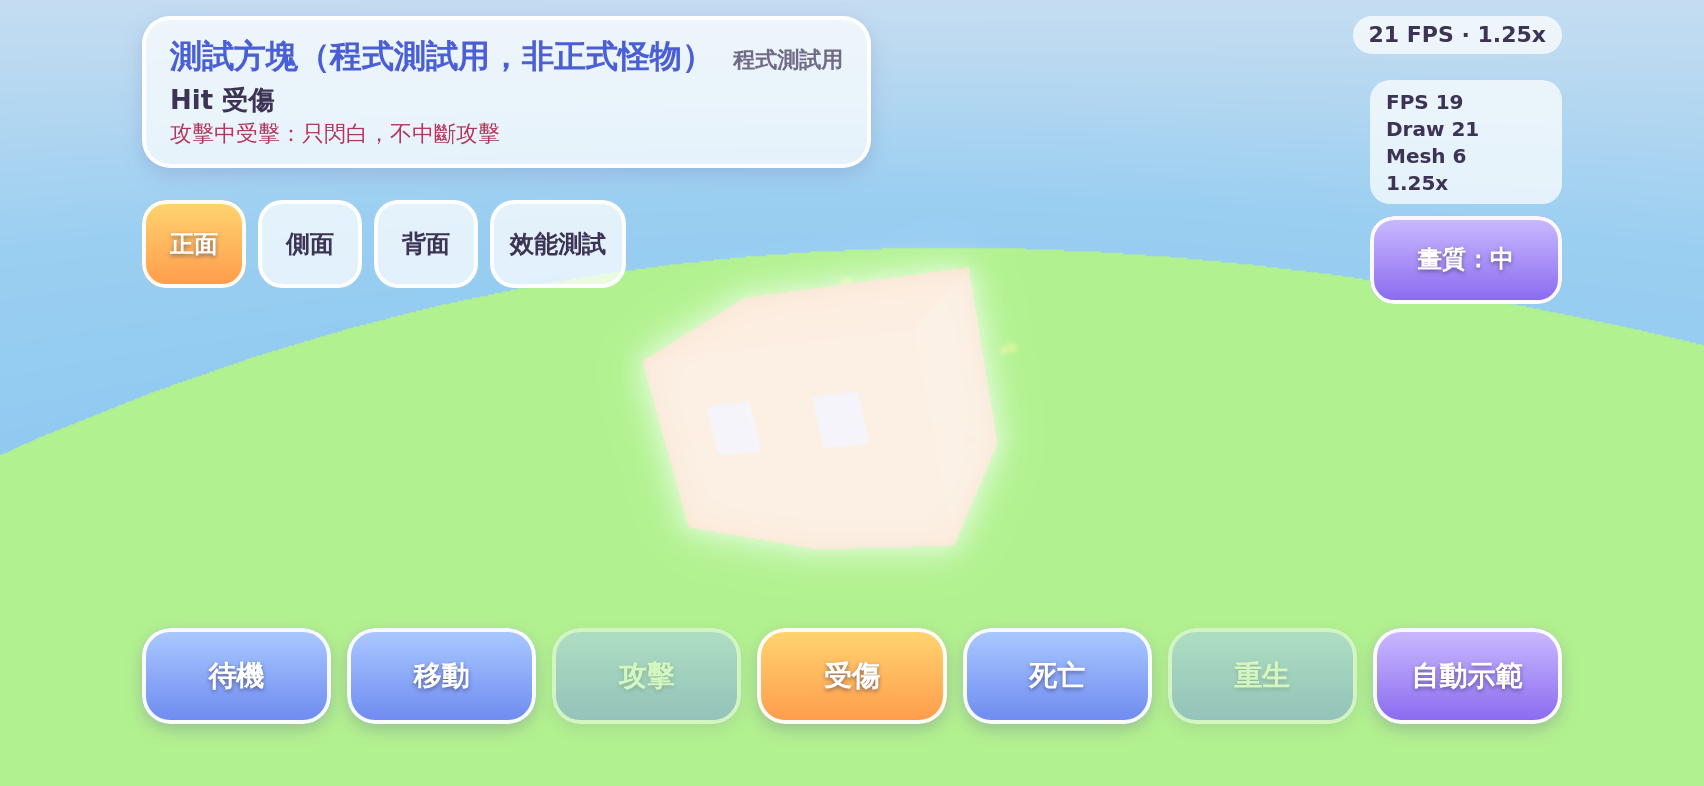 測試方塊（程式測試用，非正式怪物） 程式測試用
Hit 受傷
攻擊中受擊：只閃白，不中斷攻擊
21 FPS · 1.25x
FPS 19
Draw 21
Mesh 6
1.25x
正面 側面 背面 效能測試
畫質：中
待機 移動 攻擊 受傷 死亡 重生 自動示範